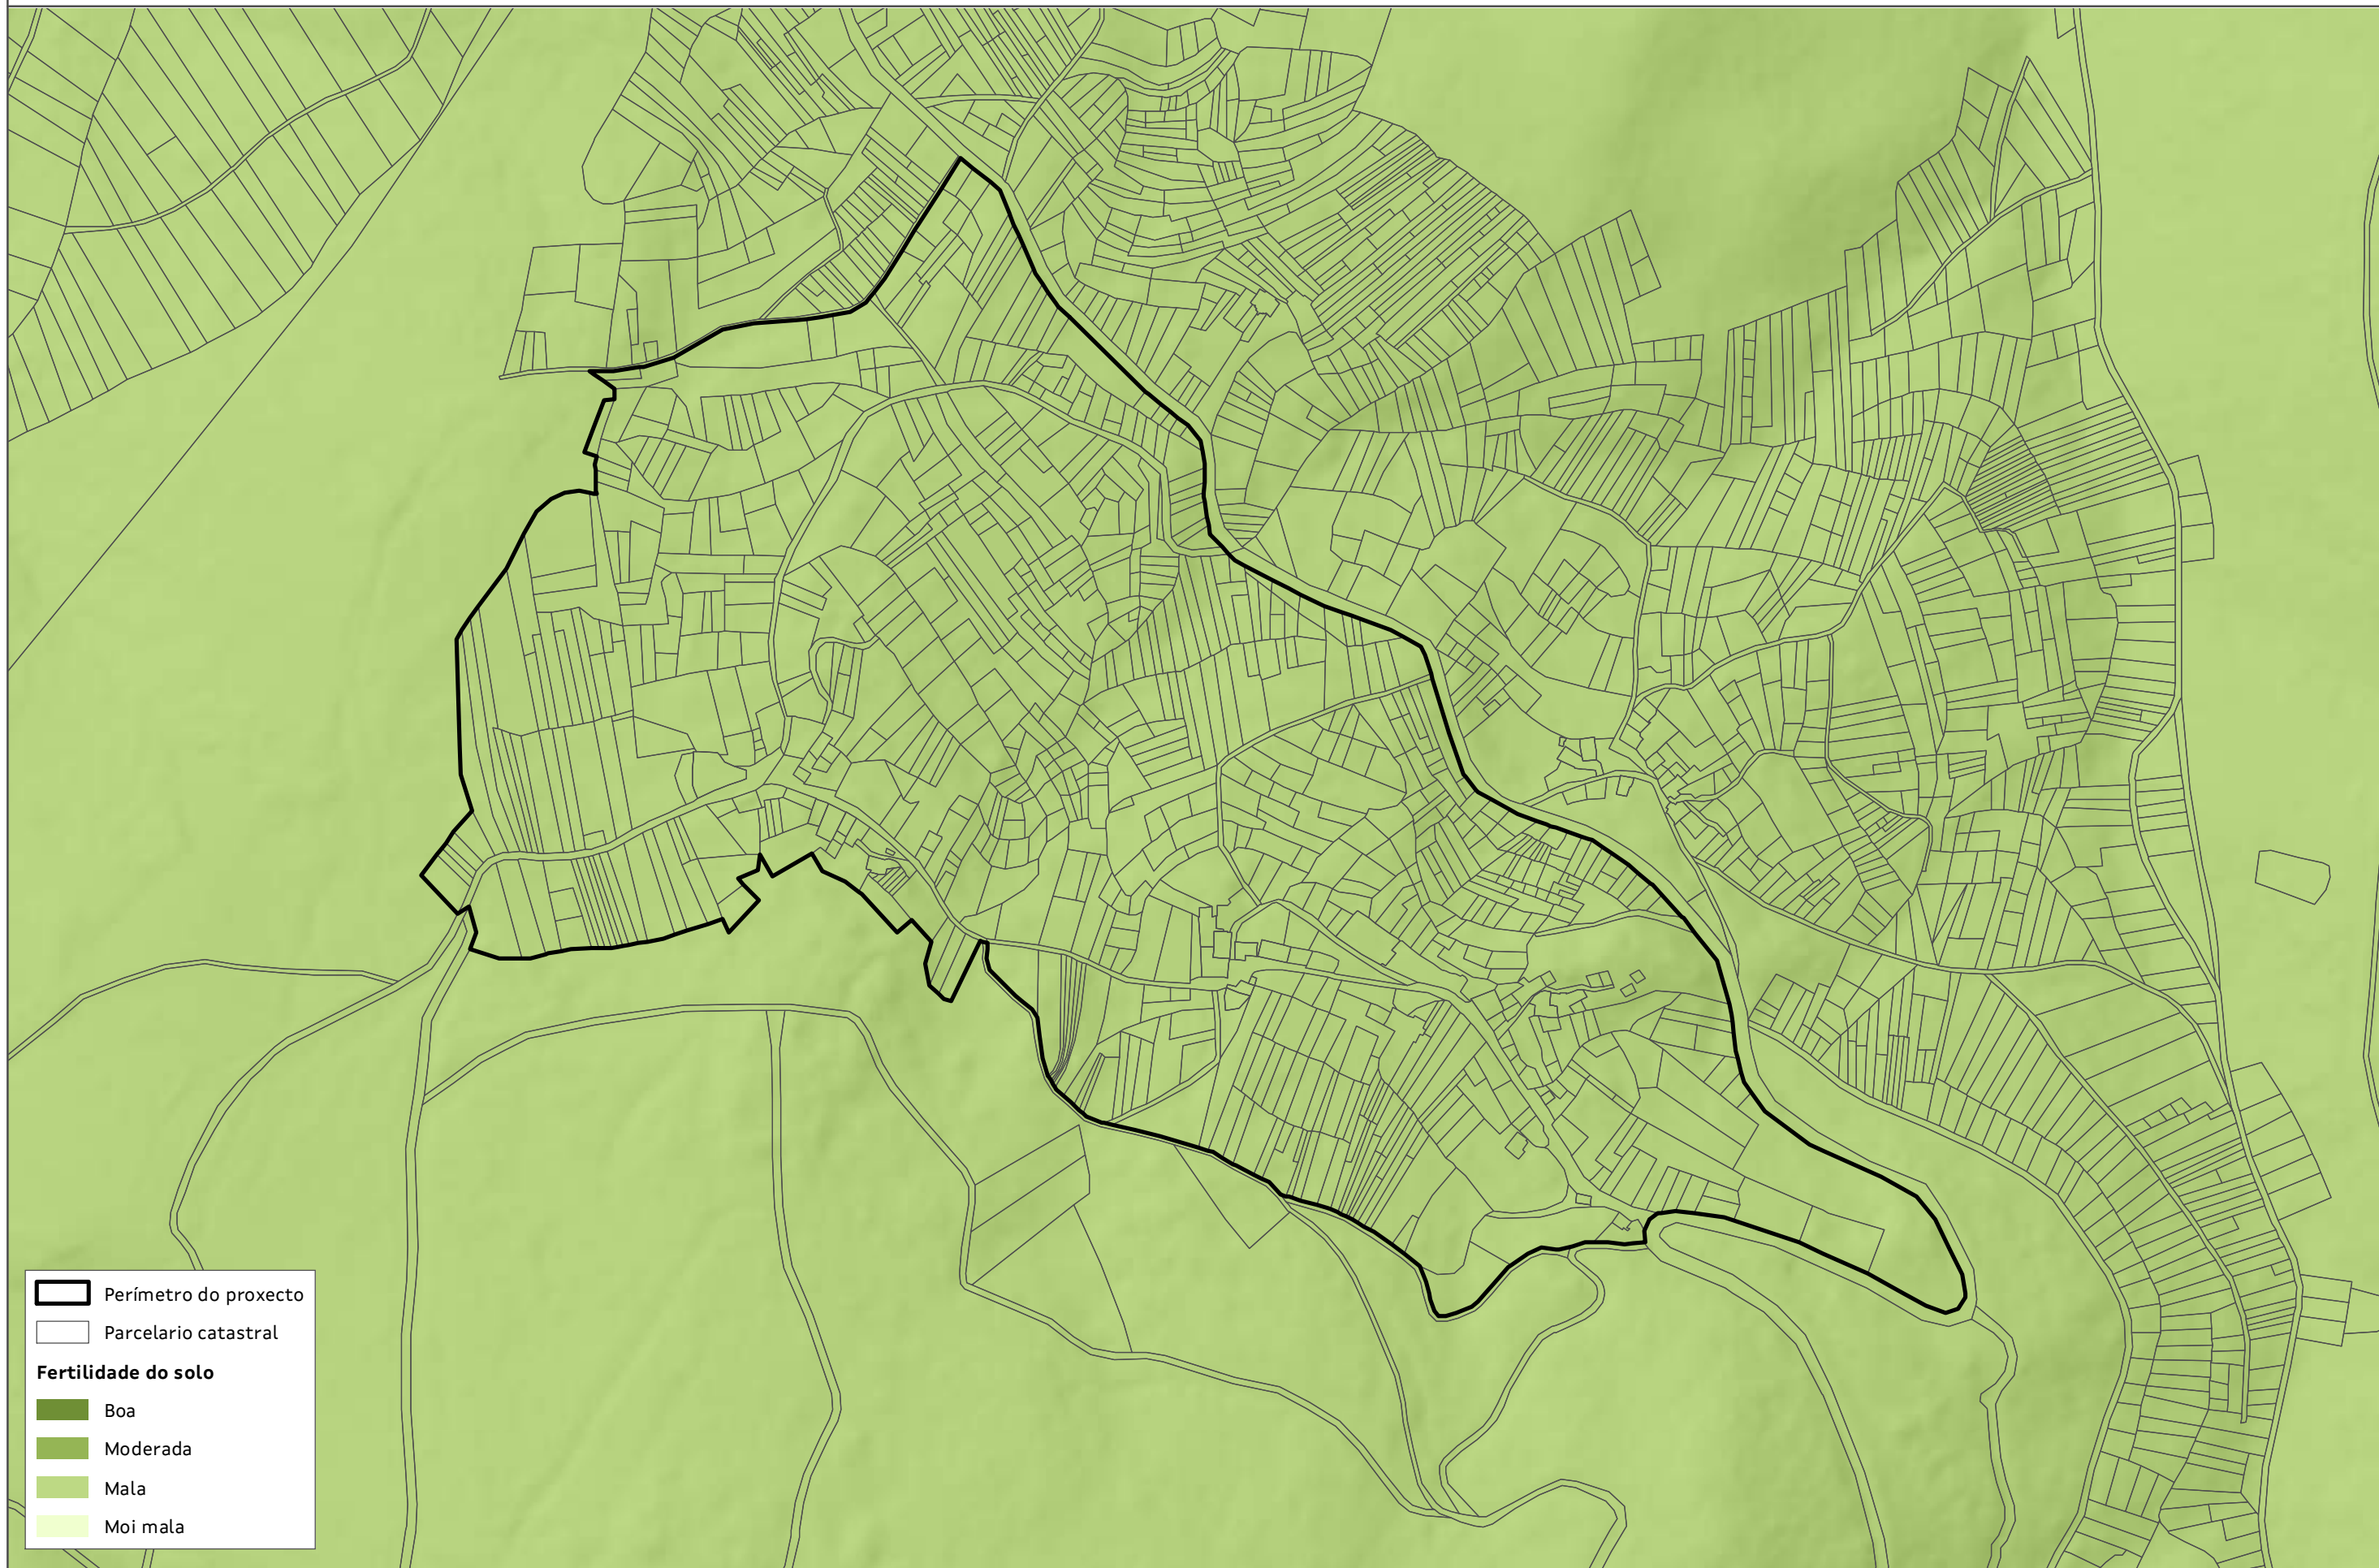 Perímetro do proxecto
Parcelario catastral
Fertilidade do solo
Boa
Moderada
Mala
Moi mala